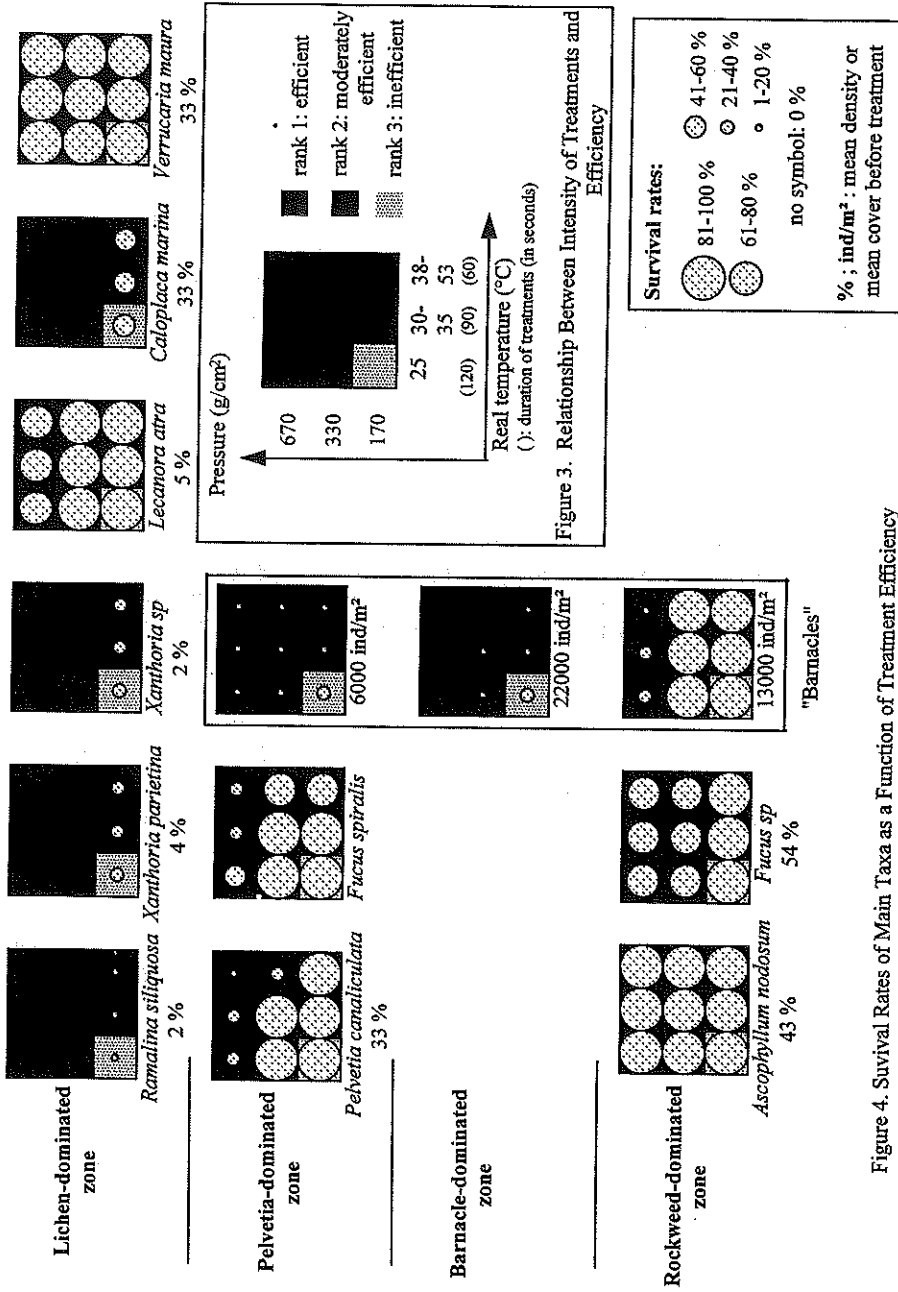 Lichen-dominated
zone
Ramalina siliquosa
2 %
Xanthoria parietina
4 %
Xanthoria sp
2 %
Lecanora atra
5 %
Caloplaca marina
33 %
Verrucaria maura
33 %
Pelvetia-dominated
zone
Pelvetia canaliculata
33 %
Fucus spiralis
6000 ind/m²
Barnacle-dominated
zone
22000 ind/m²
Rockweed-dominated
zone
Ascophyllum nodosum
43 %
Fucus sp
54 %
13000 ind/m²
"Barnacles"
Pressure (g/cm²)
670
330
170
25 30- 38-
35 53
(120) (90) (60)
Real temperature (°C)
(): duration of treatments (in seconds)
rank 1: efficient
rank 2: moderately
efficient
rank 3: inefficient
Figure 3. Relationship Between Intensity of Treatments and
Efficiency
Survival rates:
81-100 %
61-80 %
41-60 %
21-40 %
1-20 %
no symbol: 0 %
% ; ind/m² : mean density or
mean cover before treatment
Figure 4. Suvival Rates of Main Taxa as a Function of Treatment Efficiency